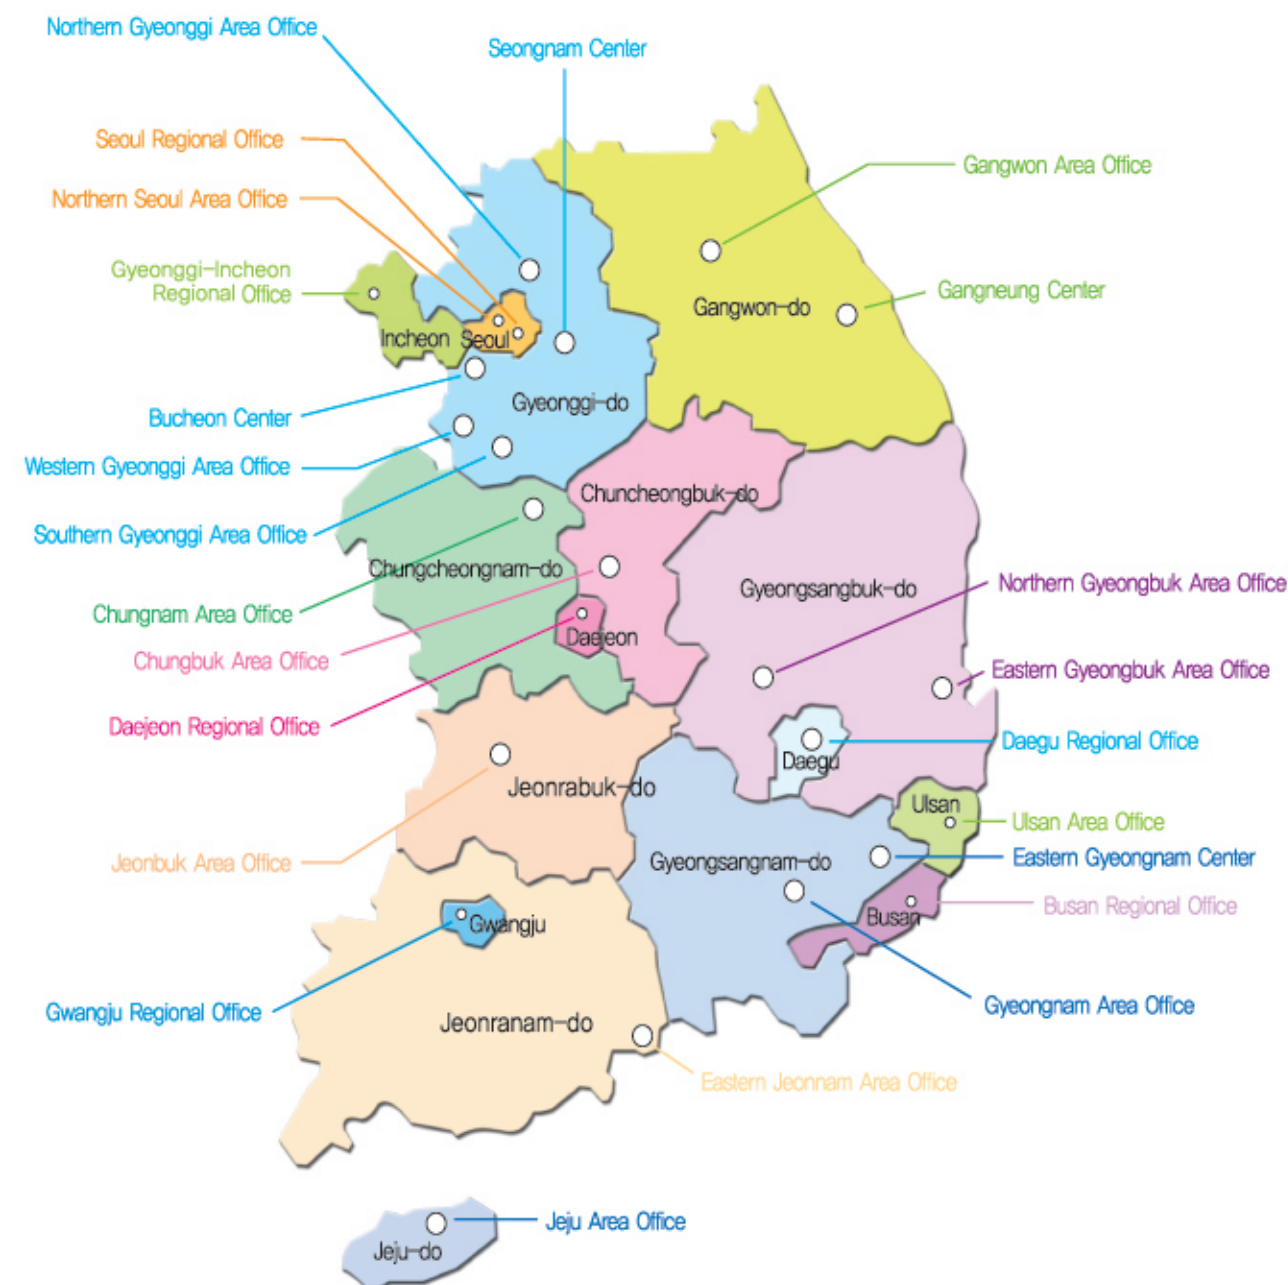 Northern Gyeonggi Area Office
Seongnam Center
Seoul Regional Office
Gangwon Area Office
Northern Seoul Area Office
Gyeonggi-Incheon
Regional Office
Gangneung Center
Gangwon-do
Incheon
Seoul
Gyeonggi-do
Bucheon Center
Western Gyeonggi Area Office
Chuncheongbuk-do
Southern Gyeonggi Area Office
Chungcheongnam-do
Gyeongsangbuk-do
Northern Gyeongbuk Area Office
Chungnam Area Office
Daejeon
Chungbuk Area Office
Eastern Gyeongbuk Area Office
Daejeon Regional Office
Daegu Regional Office
Daegu
Jeonrabuk-do
Ulsan
Ulsan Area Office
Jeonbuk Area Office
Gyeongsangnam-do
Eastern Gyeongnam Center
Busan Regional Office
Busan
Gwangju
Gwangju Regional Office
Gyeongnam Area Office
Jeonranam-do
Eastern Jeonnam Area Office
Jeju Area Office
Jeju-do